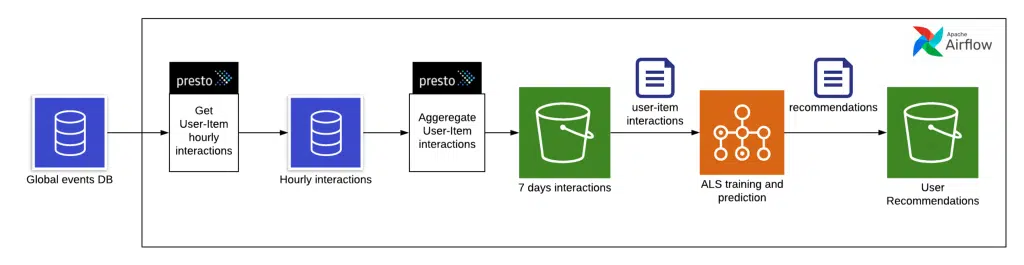 Apache
Airflow
presto
Get
User-Item
hourly
interactions
presto
Aggeregate
User-Item
interactions
user-item
interactions
recommendations
Global events DB
Hourly interactions
7 days interactions
ALS training and
prediction
User
Recommendations